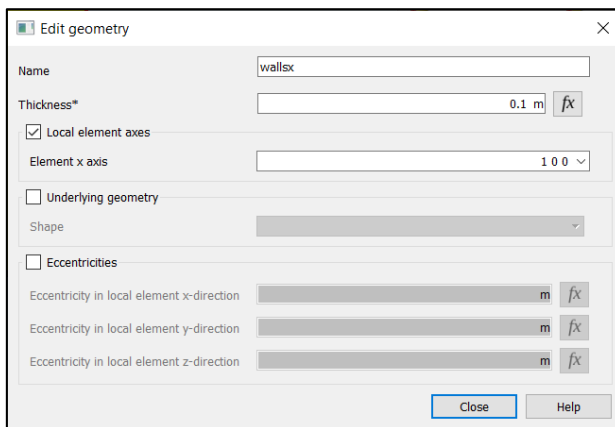 Edit geometry
Name wallsx
Thickness* 0.1 m fx
Local element axes
Element x axis 1 0 0
Underlying geometry
Shape
Eccentricities
Eccentricity in local element x-direction m fx
Eccentricity in local element y-direction m fx
Eccentricity in local element z-direction m fx
Close Help